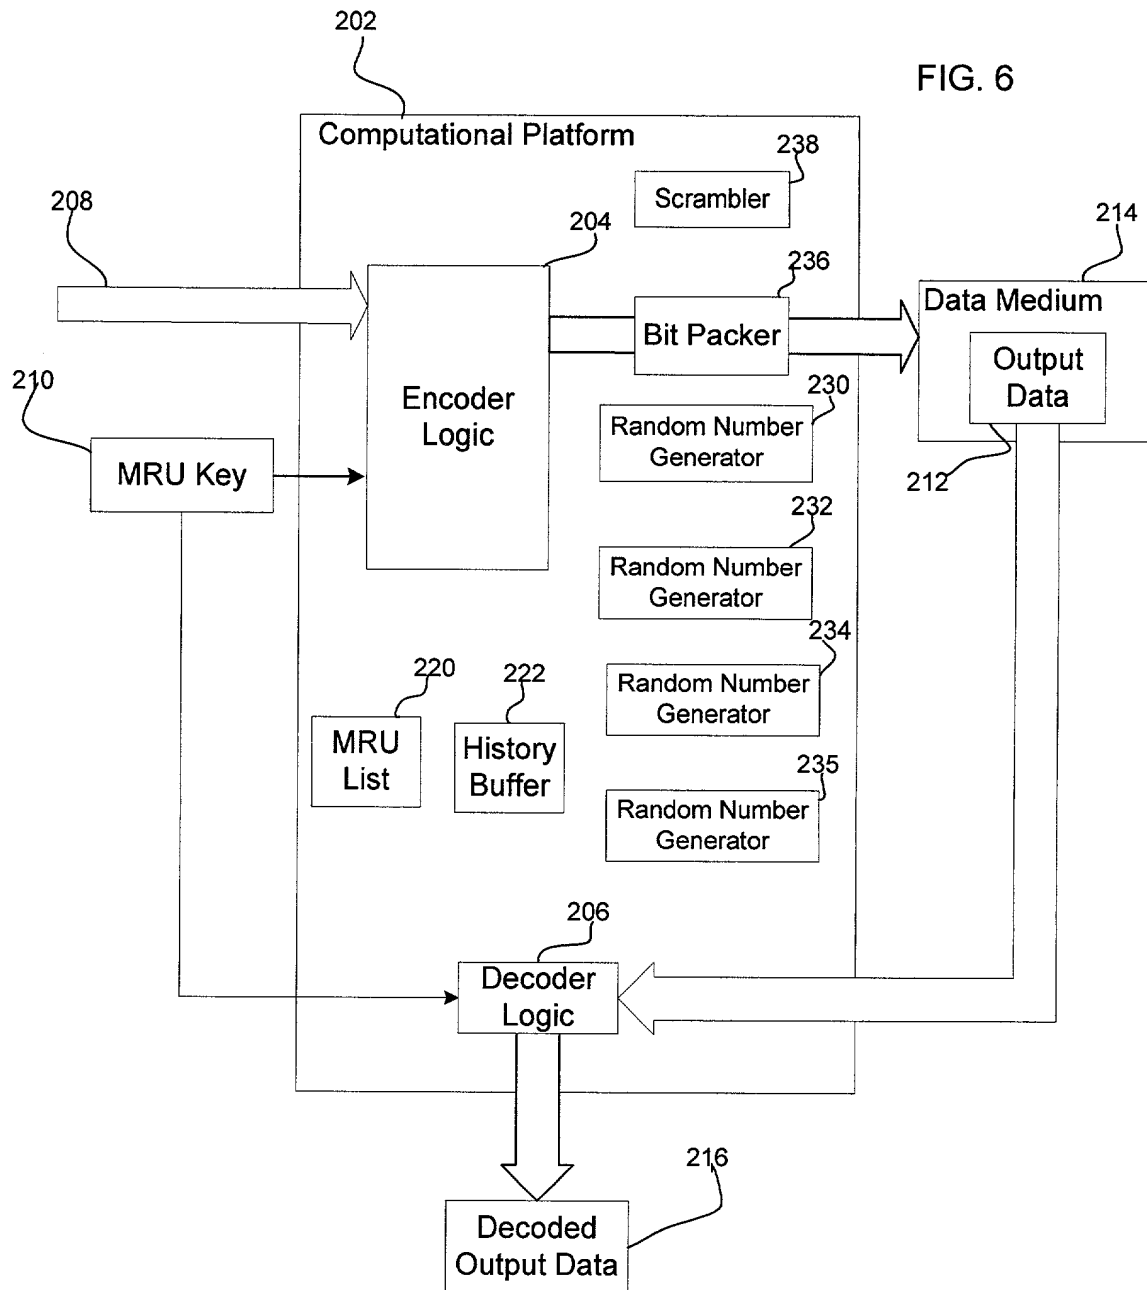 202
FIG. 6
Computational Platform
238
Scrambler
208
204
214
236
Data Medium
Bit Packer
Output
Data
210
Encoder
Logic
230
Random Number
Generator
MRU Key
212
232
Random Number
Generator
234
220
222
Random Number
Generator
MRU
List
History
Buffer
235
Random Number
Generator
206
Decoder
Logic
216
Decoded
Output Data